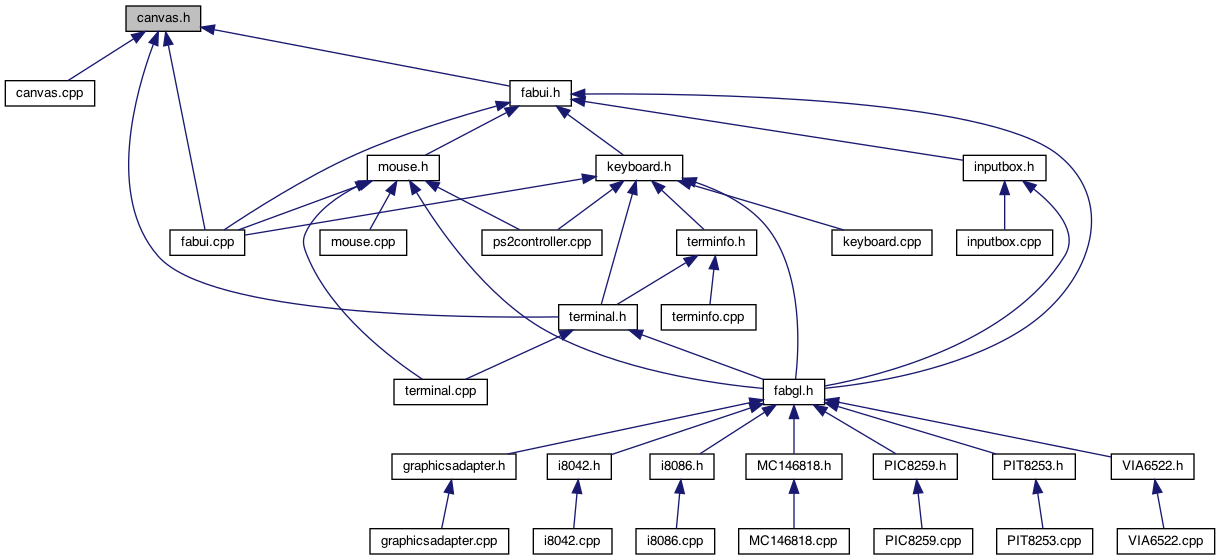 canvas.h
canvas.cpp
fabui.h
mouse.h
keyboard.h
inputbox.h
fabui.cpp
mouse.cpp
ps2controller.cpp
terminfo.h
keyboard.cpp
inputbox.cpp
terminal.h
terminfo.cpp
terminal.cpp
fabgl.h
graphicsadapter.h
i8042.h
i8086.h
MC146818.h
PIC8259.h
PIT8253.h
VIA6522.h
graphicsadapter.cpp
i8042.cpp
i8086.cpp
MC146818.cpp
PIC8259.cpp
PIT8253.cpp
VIA6522.cpp